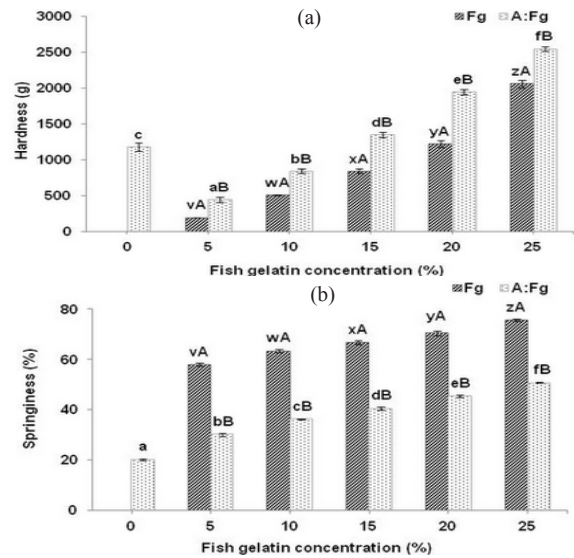 (a)
Fg A:Fg
3000
2500
2000
1500
1000
500
0
Hardness (g)
c
vA aB
wA bB
xA dB
yA eB
zA fB
0 5 10 15 20 25
Fish gelatin concentration (%)
(b)
Fg A:Fg
80
60
40
20
0
Springiness (%)
a
vA bB
wA cB
xA dB
yA eB
zA fB
0 5 10 15 20 25
Fish gelatin concentration (%)